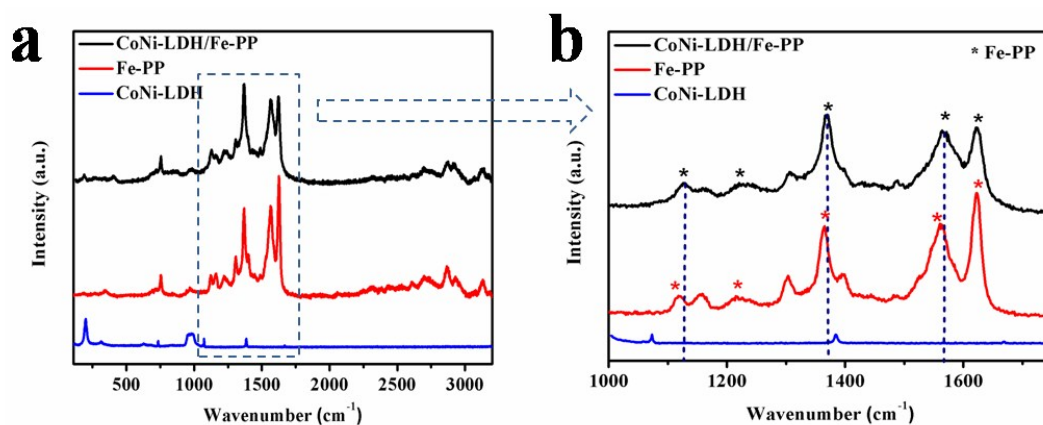 a
CoNi-LDH/Fe-PP
Fe-PP
CoNi-LDH
Intensity (a.u.)
500 1000 1500 2000 2500 3000
Wavenumber (cm-1)
b
CoNi-LDH/Fe-PP
Fe-PP
CoNi-LDH
* Fe-PP
* * * * *
* * * * *
Intensity (a.u.)
1000 1200 1400 1600
Wavenumber (cm-1)